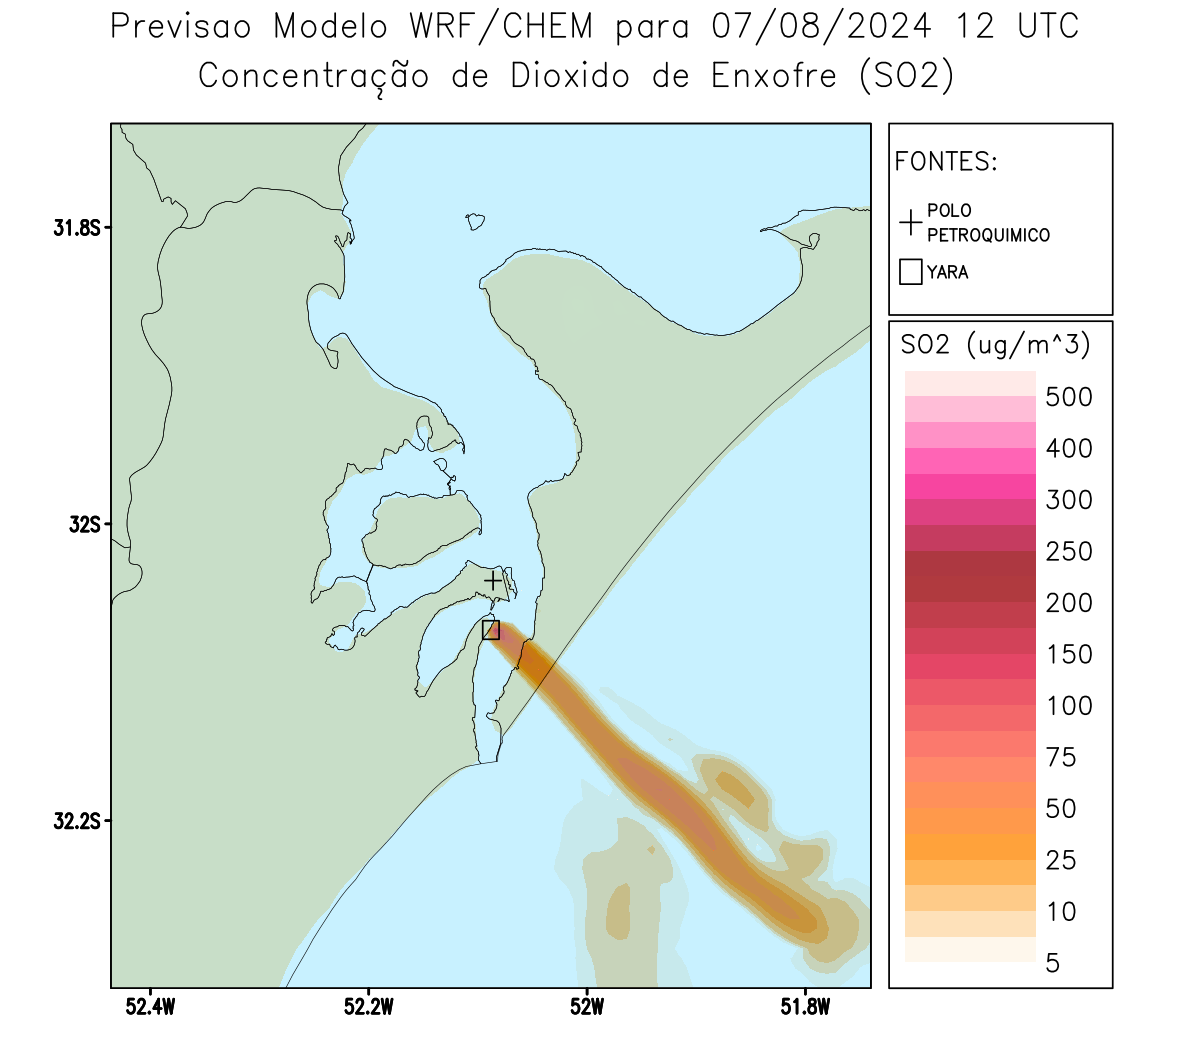 Previsao Modelo WRF/CHEM para 07/08/2024 12 UTC
Concentração de Dioxido de Enxofre (SO2)
FONTES:
POLO
PETROQUIMICO
YARA
31.8S
32S
32.2S
52.4W
52.2W
52W
51.8W
SO2 (ug/m^3)
500
400
300
250
200
150
100
75
50
25
10
5